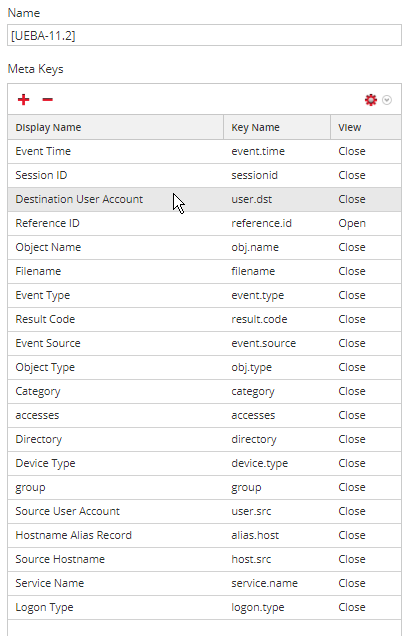 Name
[UEBA-11.2]
Meta Keys
Display Name Key Name View
Event Time event.time Close
Session ID sessionid Close
Destination User Account user.dst Close
Reference ID reference.id Open
Object Name obj.name Close
Filename filename Close
Event Type event.type Close
Result Code result.code Close
Event Source event.source Close
Object Type obj.type Close
Category category Close
accesses accesses Close
Directory directory Close
Device Type device.type Close
group group Close
Source User Account user.src Close
Hostname Alias Record alias.host Close
Source Hostname host.src Close
Service Name service.name Close
Logon Type logon.type Close